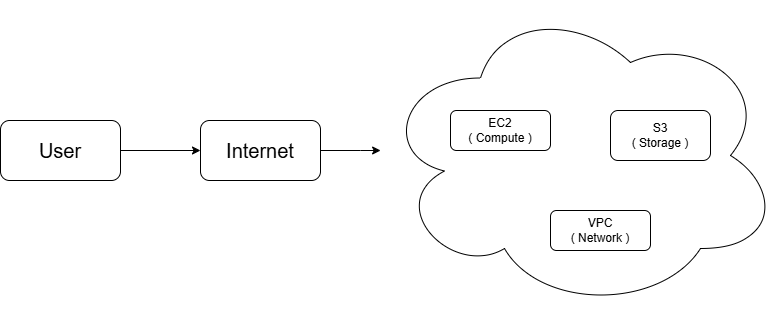 User
Internet
EC2
( Compute )
S3
( Storage )
VPC
( Network )